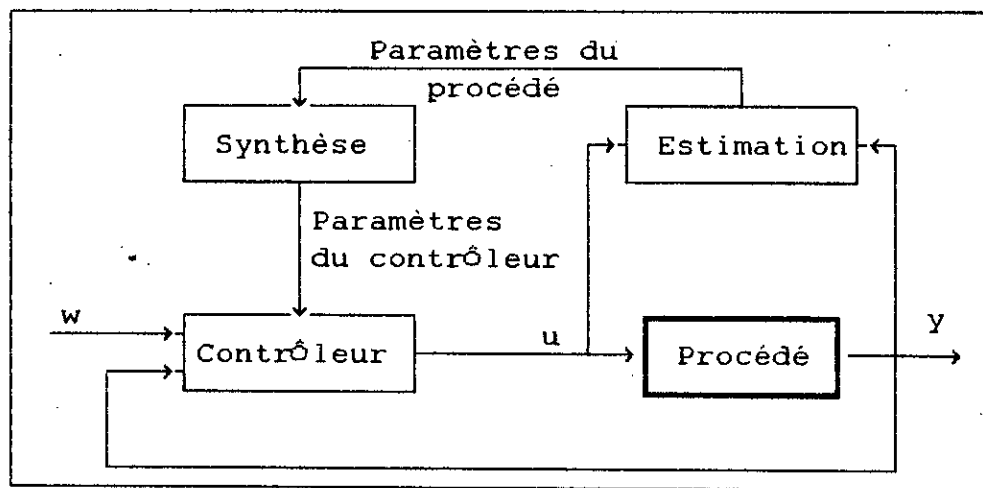 Paramètres du
procédé
Synthèse
Estimation
Paramètres
du contrÔleur
w
ContrÔleur
u
Procédé
y